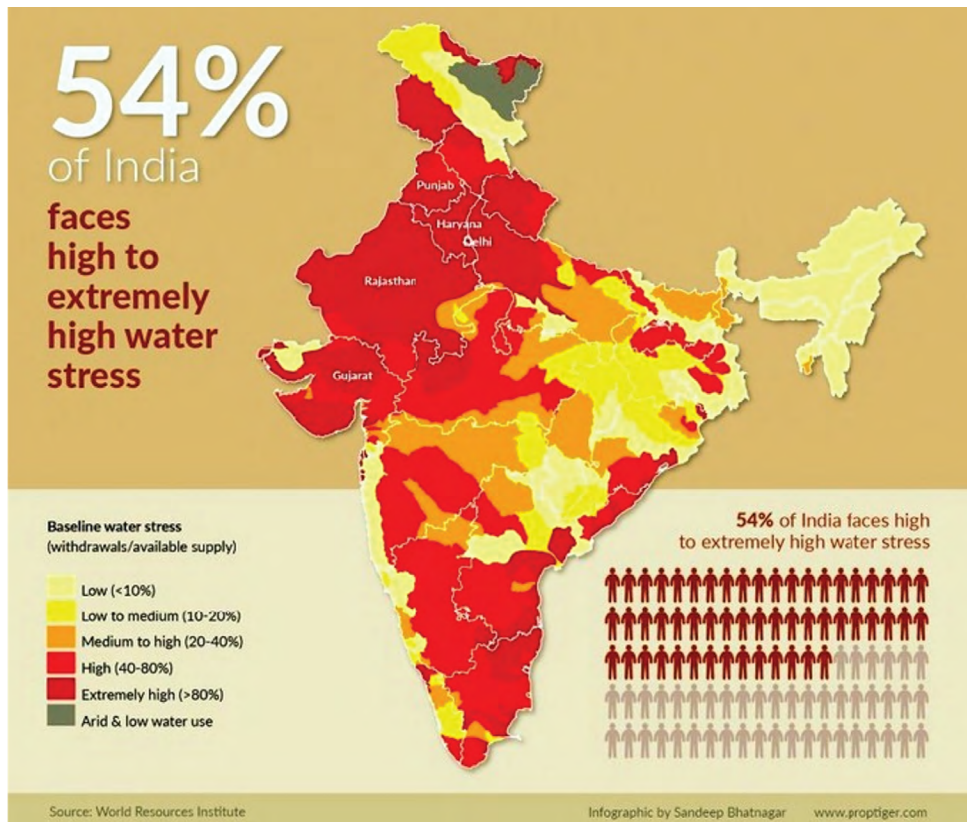 54%
of India
faces
high to
extremely
high water
stress
Punjab
Haryana
Delhi
Rajasthan
Gujarat
Baseline water stress
(withdrawals/available supply)
Low (<10%)
Low to medium (10-20%)
Medium to high (20-40%)
High (40-80%)
Extremely high (>80%)
Arid & low water use
54% of India faces high
to extremely high water stress
Source: World Resources Institute
Infographic by Sandeep Bhatnagar www.proptiger.com